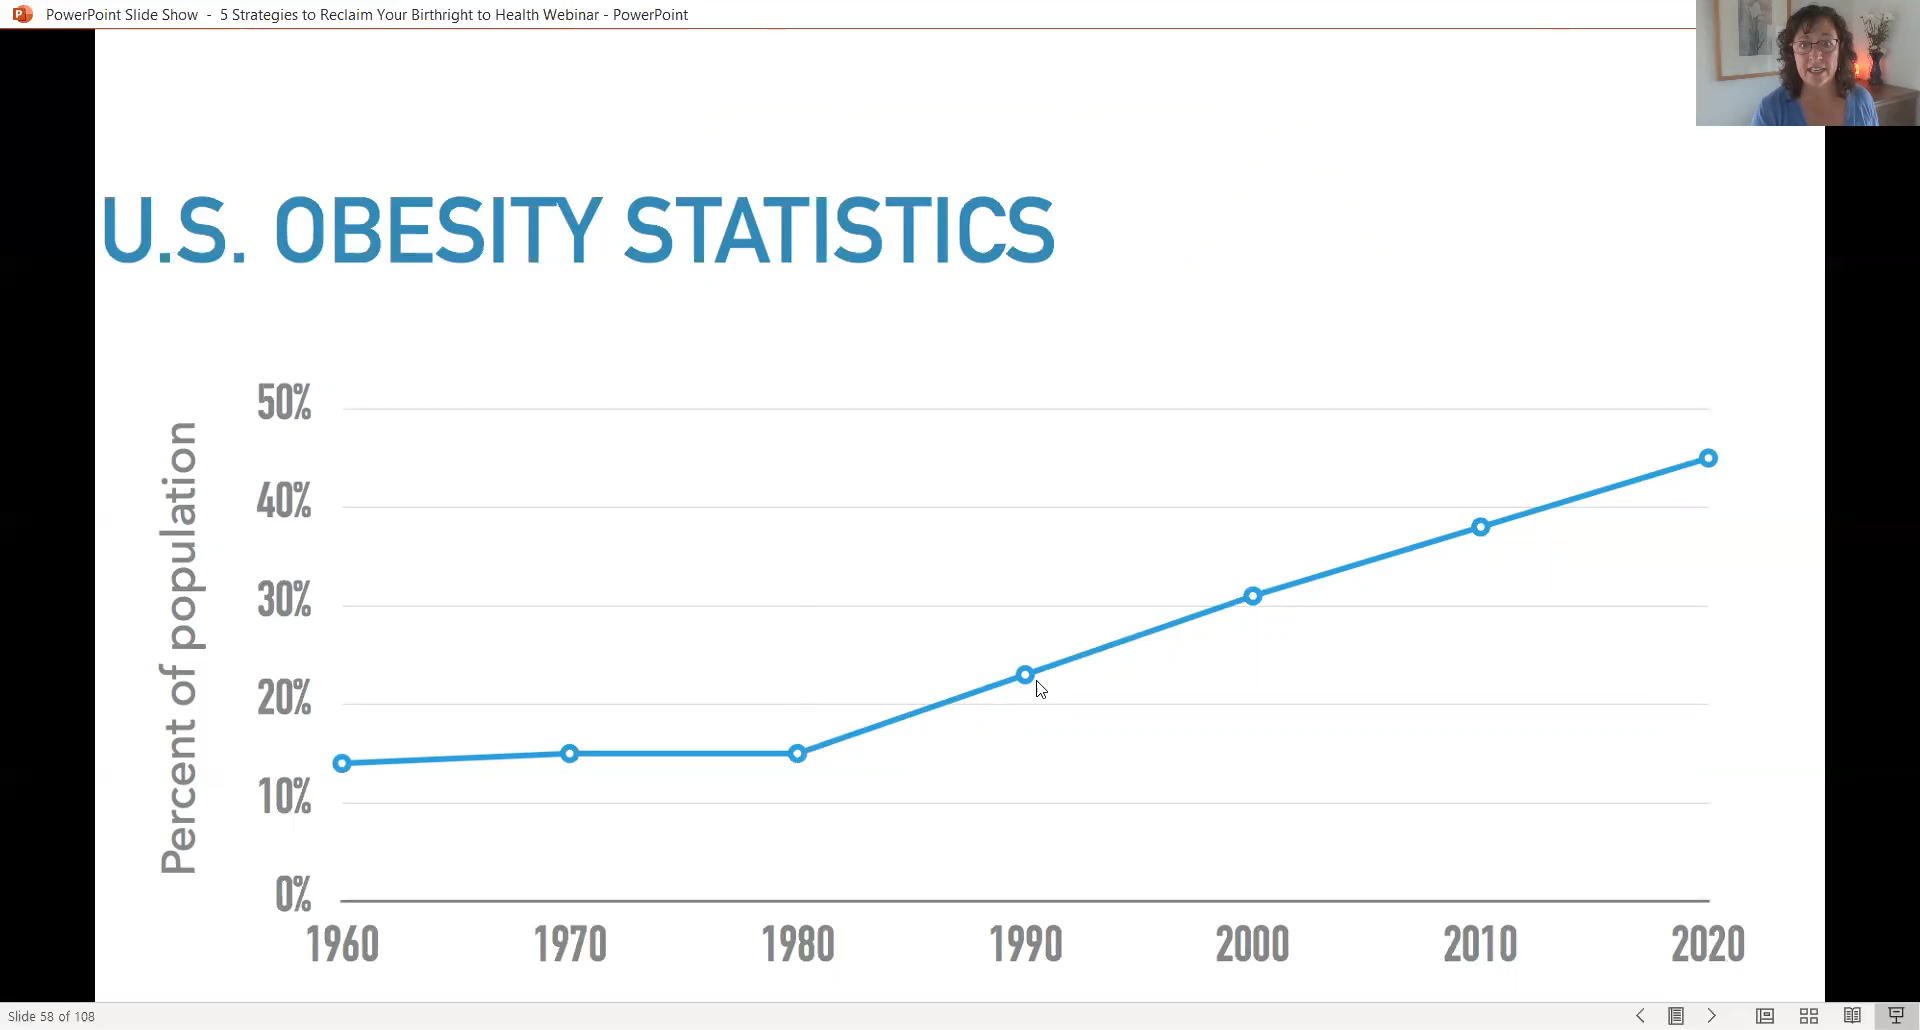 PowerPoint Slide Show - 5 Strategies to Reclaim Your Birthright to Health Webinar - PowerPoint
U.S. OBESITY STATISTICS
Percent of population
50%
40%
30%
20%
10%
0%
1960 1970 1980 1990 2000 2010 2020
Slide 58 of 108